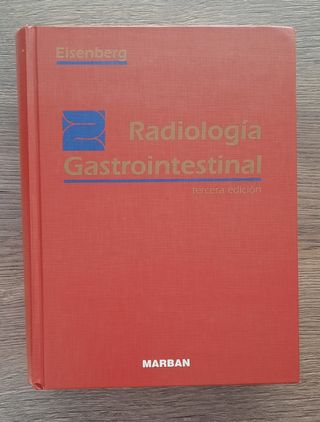 Eisenberg
Radiología
Gastrointestinal
tercera edición
MARBAN